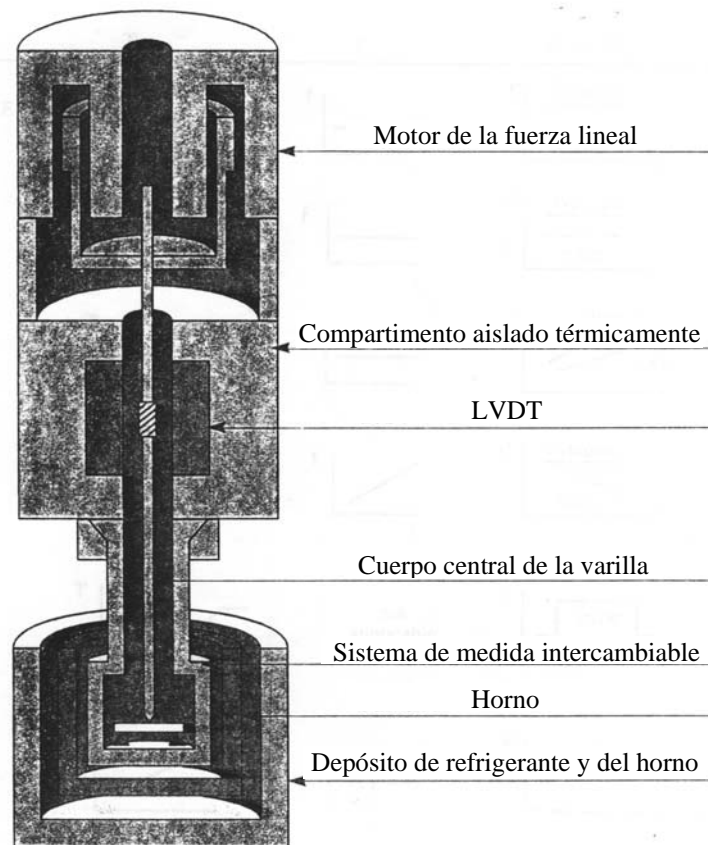 Motor de la fuerza lineal
Compartimento aislado térmicamente
LVDT
Cuerpo central de la varilla
Sistema de medida intercambiable
Horno
Depósito de refrigerante y del horno